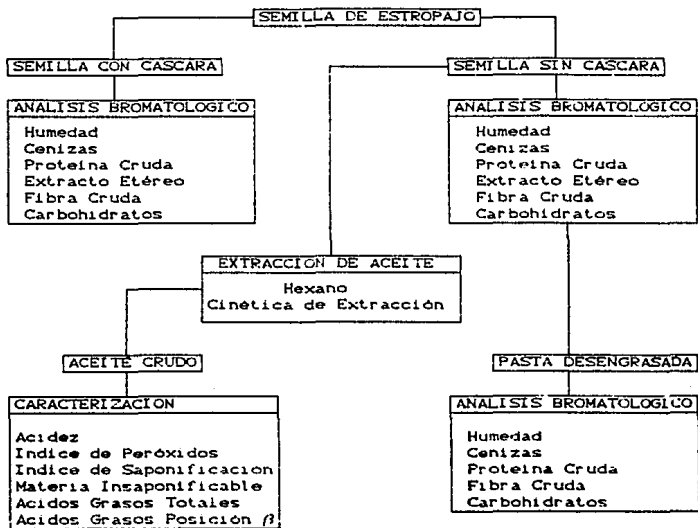 SEMILLA DE ESTROPAJO
SEMILLA CON CASCARA
SEMILLA SIN CASCARA
ANALISIS BROMATOLOGICO
Humedad
Cenizas
Proteina Cruda
Extracto Etéreo
Fibra Cruda
Carbohidratos
ANALISIS BROMATOLOGICO
Humedad
Cenizas
Proteina Cruda
Extracto Etéreo
Fibra Cruda
Carbohidratos
EXTRACCION DE ACEITE
Hexano
Cinética de Extracción
ACEITE CRUDO
PASTA DESENGRASADA
CARACTERIZACION
Acidez
Indice de Peróxidos
Indice de Saponificacion
Materia Insaponificable
Acidos Grasos Totales
Acidos Grasos Posición β
ANALISIS BROMATOLOGICO
Humedad
Cenizas
Proteina Cruda
Fibra Cruda
Carbohidratos